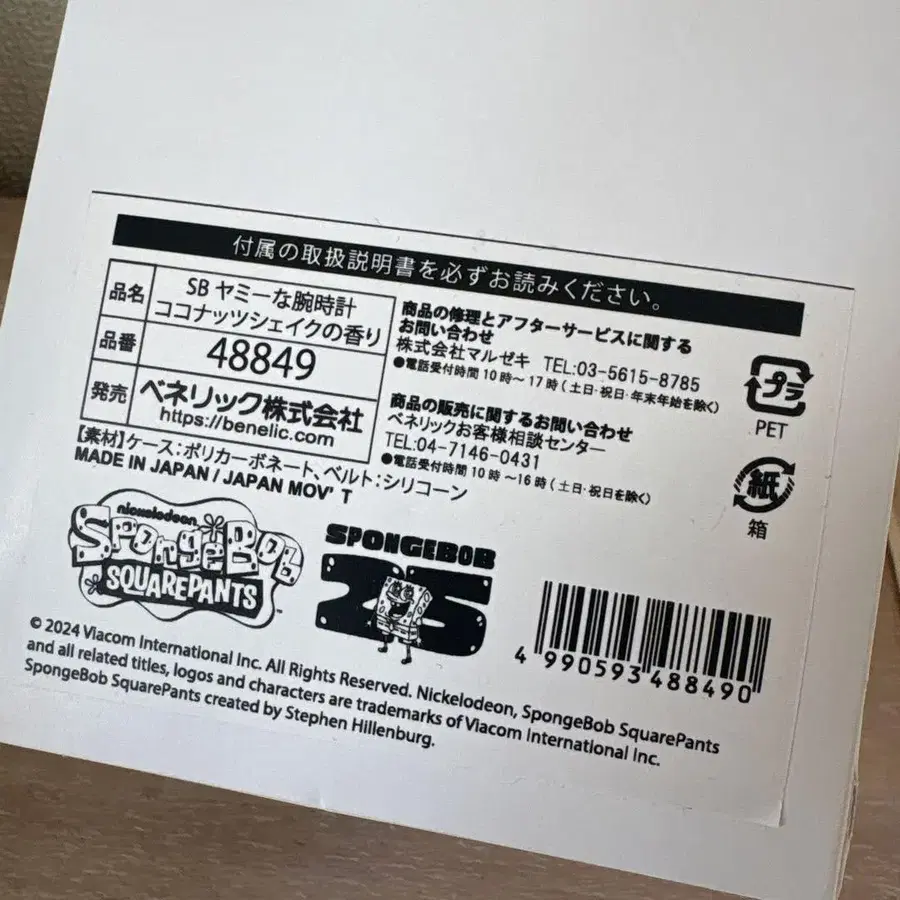 付属の取扱説明書を必ずお読みください。
品名
SB ヤミーな腕時計
ココナッツシェイクの香り
品番
48849
発売
ベネリック株式会社
https://benelic.com
【素材】ケース:ポリカーボネート、ベルト:シリコーン
MADE IN JAPAN / JAPAN MOV' T
商品の修理とアフターサービスに関する
お問い合わせ
株式会社マルゼキ TEL:03-5615-8785
●電話受付時間 10時～17時(土日・祝日・年末年始を除く)
商品の販売に関するお問い合わせ
ベネリックお客様相談センター
TEL:04-7146-0431
●電話受付時間 10時～16時(土日・祝日を除く)
プラ
PET
紙
箱
nickelodeon
SpongeBob
SQUAREPANTS
™
SPONGEBOB
25
4 990593 488490
© 2024 Viacom International Inc. All Rights Reserved. Nickelodeon, SpongeBob SquarePants
and all related titles, logos and characters are trademarks of Viacom International Inc.
SpongeBob SquarePants created by Stephen Hillenburg.